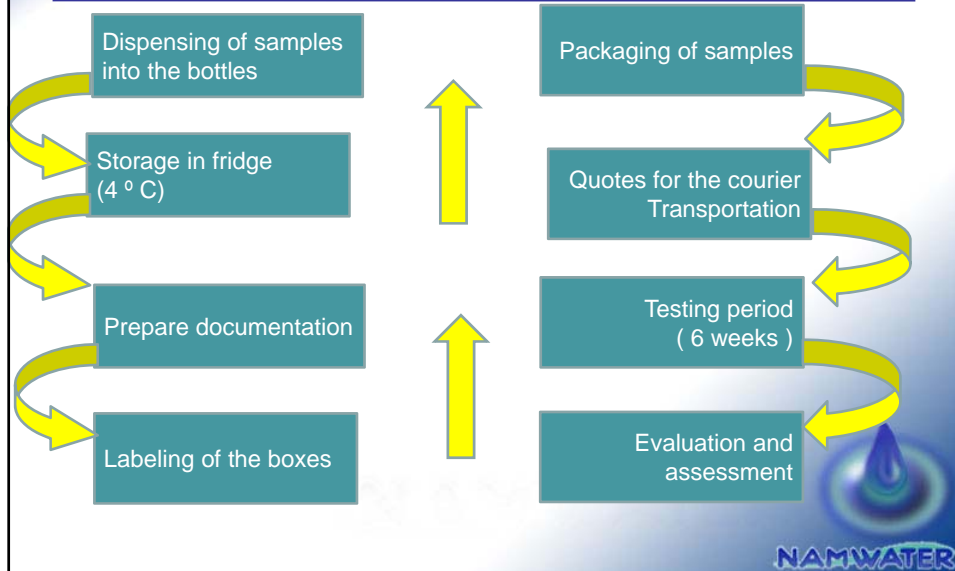 Dispensing of samples
into the bottles
Storage in fridge
(4 º C)
Prepare documentation
Labeling of the boxes
Packaging of samples
Quotes for the courier
Transportation
Testing period
( 6 weeks )
Evaluation and
assessment
NAMWATER